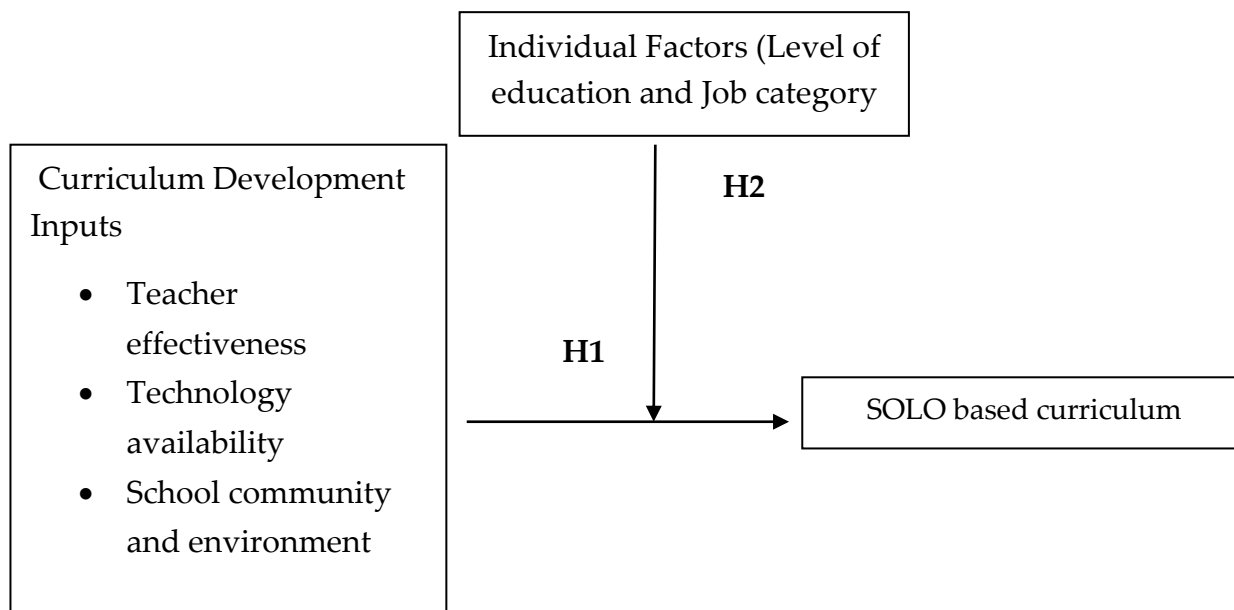 Individual Factors (Level of
education and Job category
H2
Curriculum Development
Inputs
• Teacher
effectiveness
• Technology
availability
• School community
and environment
H1
SOLO based curriculum